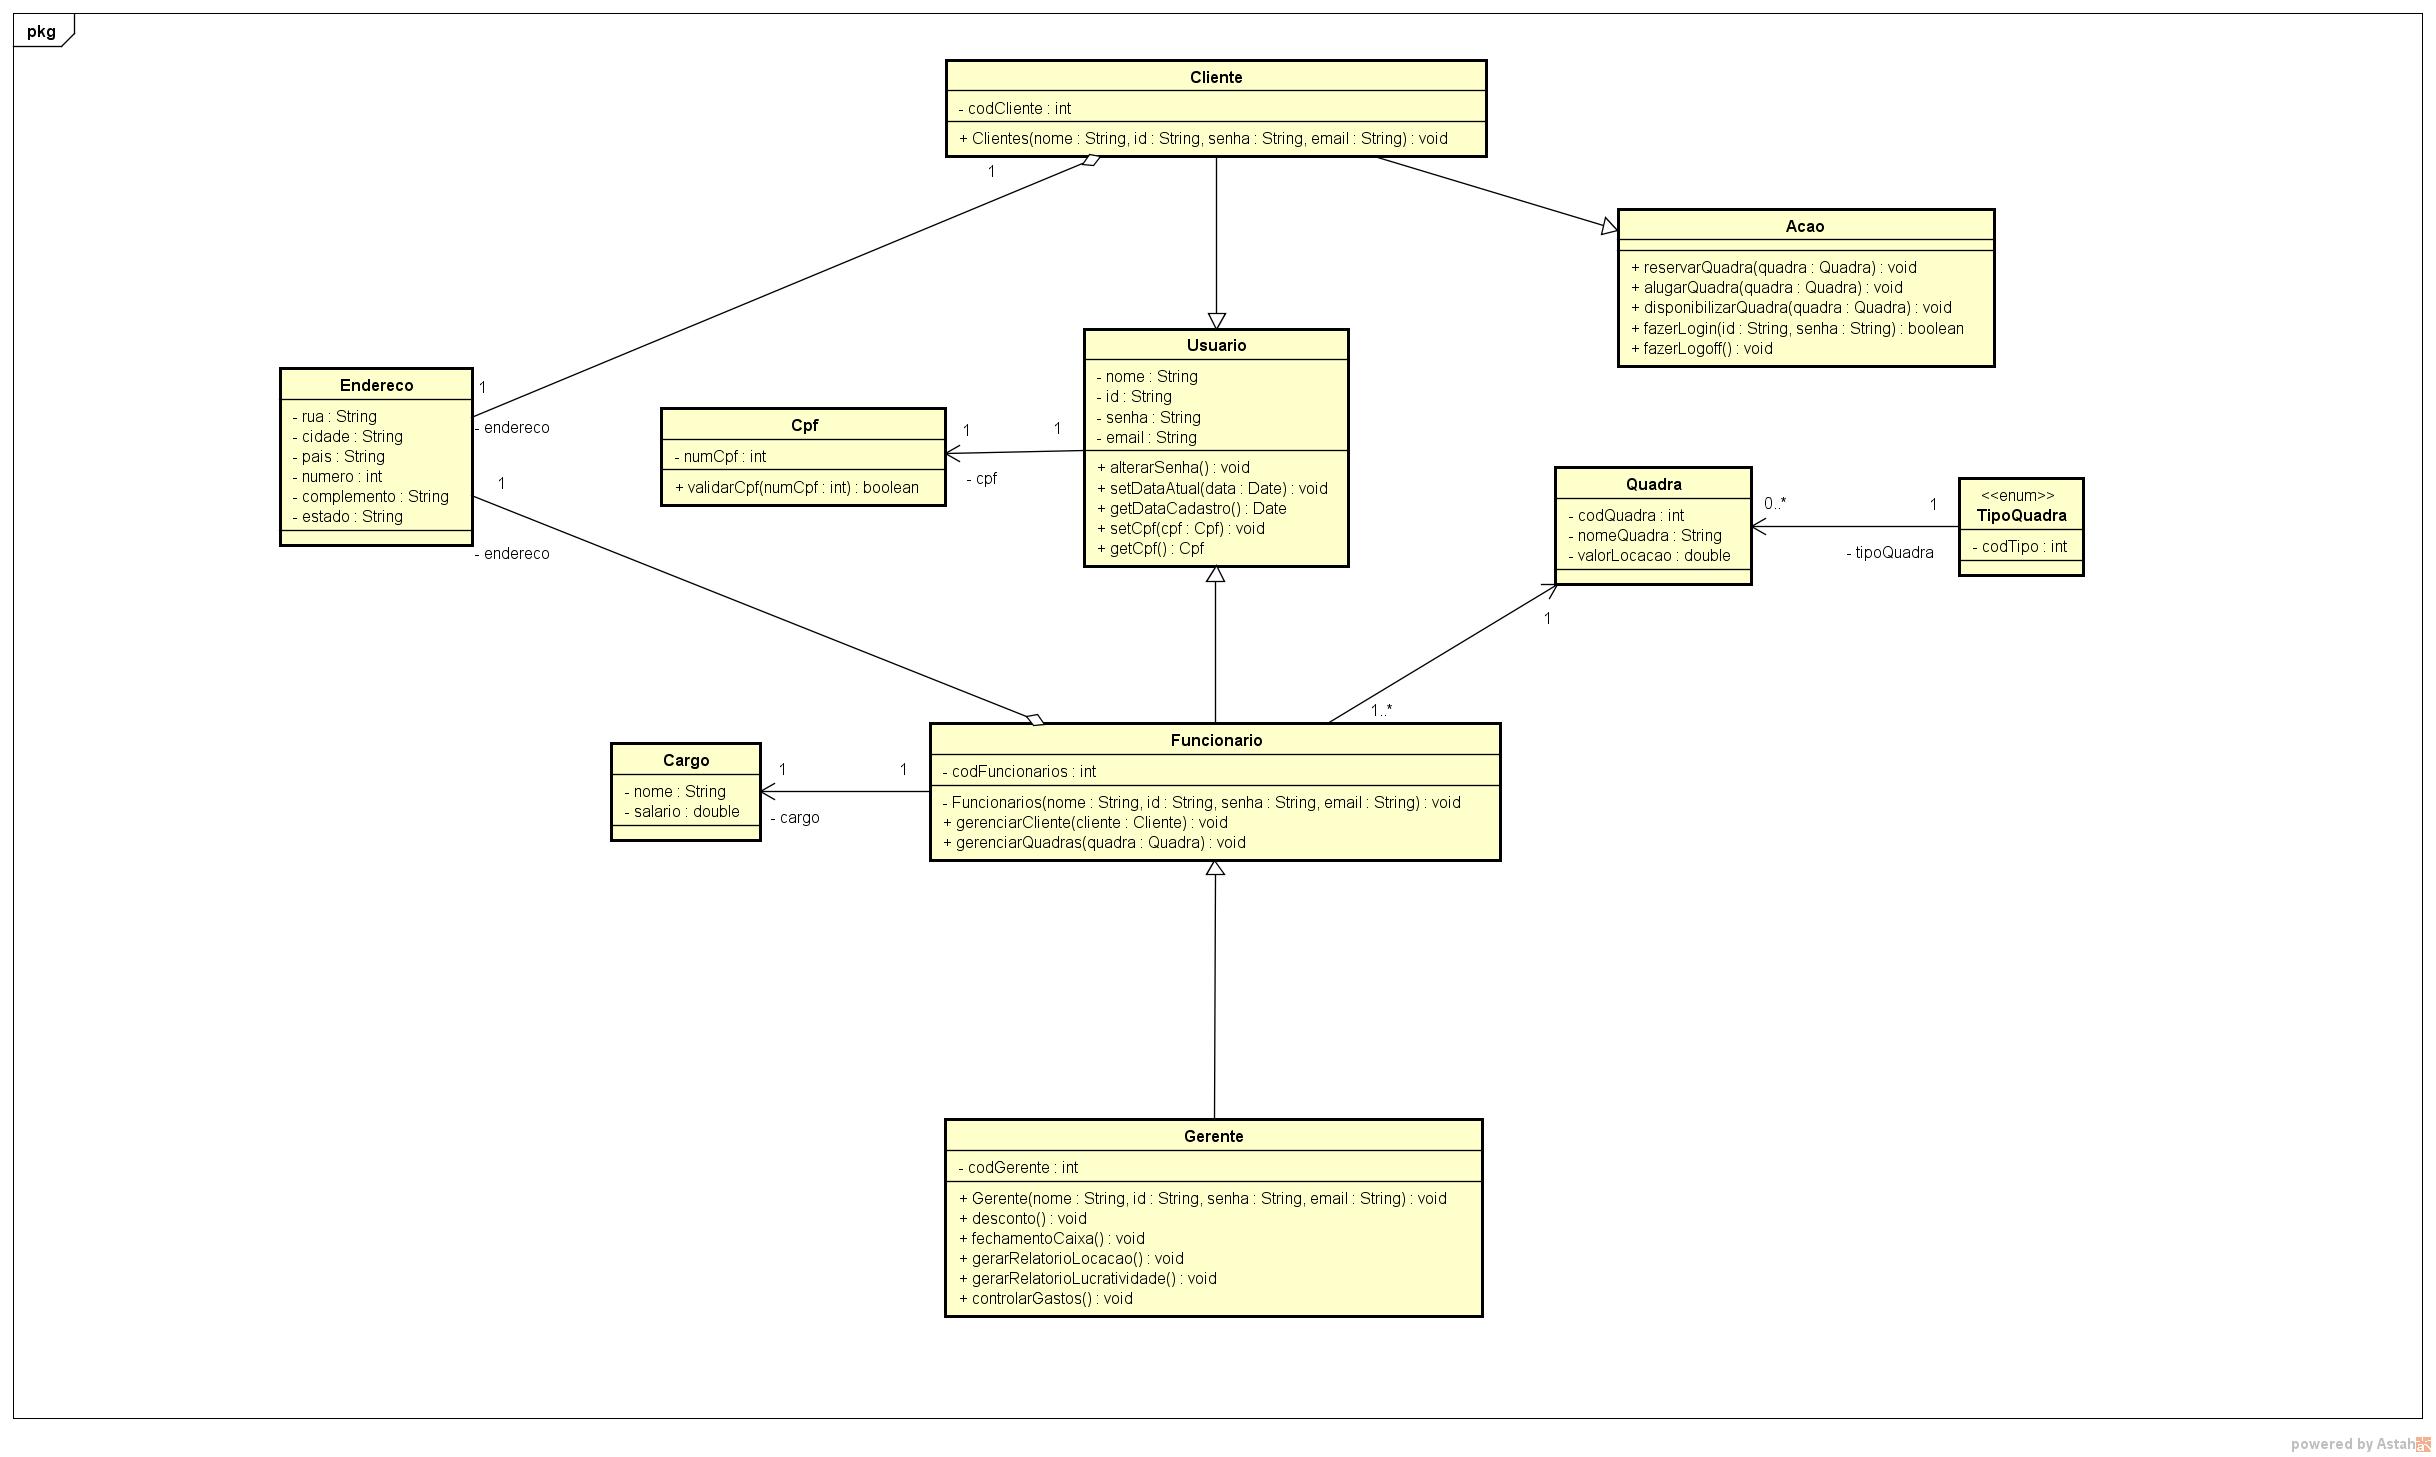 pkg
Cliente
- codCliente : int
+ Clientes(nome : String, id : String, senha : String, email : String) : void
1
Acao
+ reservarQuadra(quadra : Quadra) : void
+ alugarQuadra(quadra : Quadra) : void
+ disponibilizarQuadra(quadra : Quadra) : void
+ fazerLogin(id : String, senha : String) : boolean
+ fazerLogoff() : void
Usuario
- nome : String
- id : String
- senha : String
- email : String
+ alterarSenha() : void
+ setDataAtual(data : Date) : void
+ getDataCadastro() : Date
+ setCpf(cpf : Cpf) : void
+ getCpf() : Cpf
Endereco
- rua : String
- cidade : String
- pais : String
- numero : int
- complemento : String
- estado : String
1
- endereco
1
- endereco
Cpf
- numCpf : int
+ validarCpf(numCpf : int) : boolean
1
1
- cpf
Quadra
- codQuadra : int
- nomeQuadra : String
- valorLocacao : double
0..*
1
- tipoQuadra
<<enum>>
TipoQuadra
- codTipo : int
1
1..*
Funcionario
- codFuncionarios : int
- Funcionarios(nome : String, id : String, senha : String, email : String) : void
+ gerenciarCliente(cliente : Cliente) : void
+ gerenciarQuadras(quadra : Quadra) : void
Cargo
- nome : String
- salario : double
1
1
- cargo
Gerente
- codGerente : int
+ Gerente(nome : String, id : String, senha : String, email : String) : void
+ desconto() : void
+ fechamentoCaixa() : void
+ gerarRelatorioLocacao() : void
+ gerarRelatorioLucratividade() : void
+ controlarGastos() : void
powered by Astah